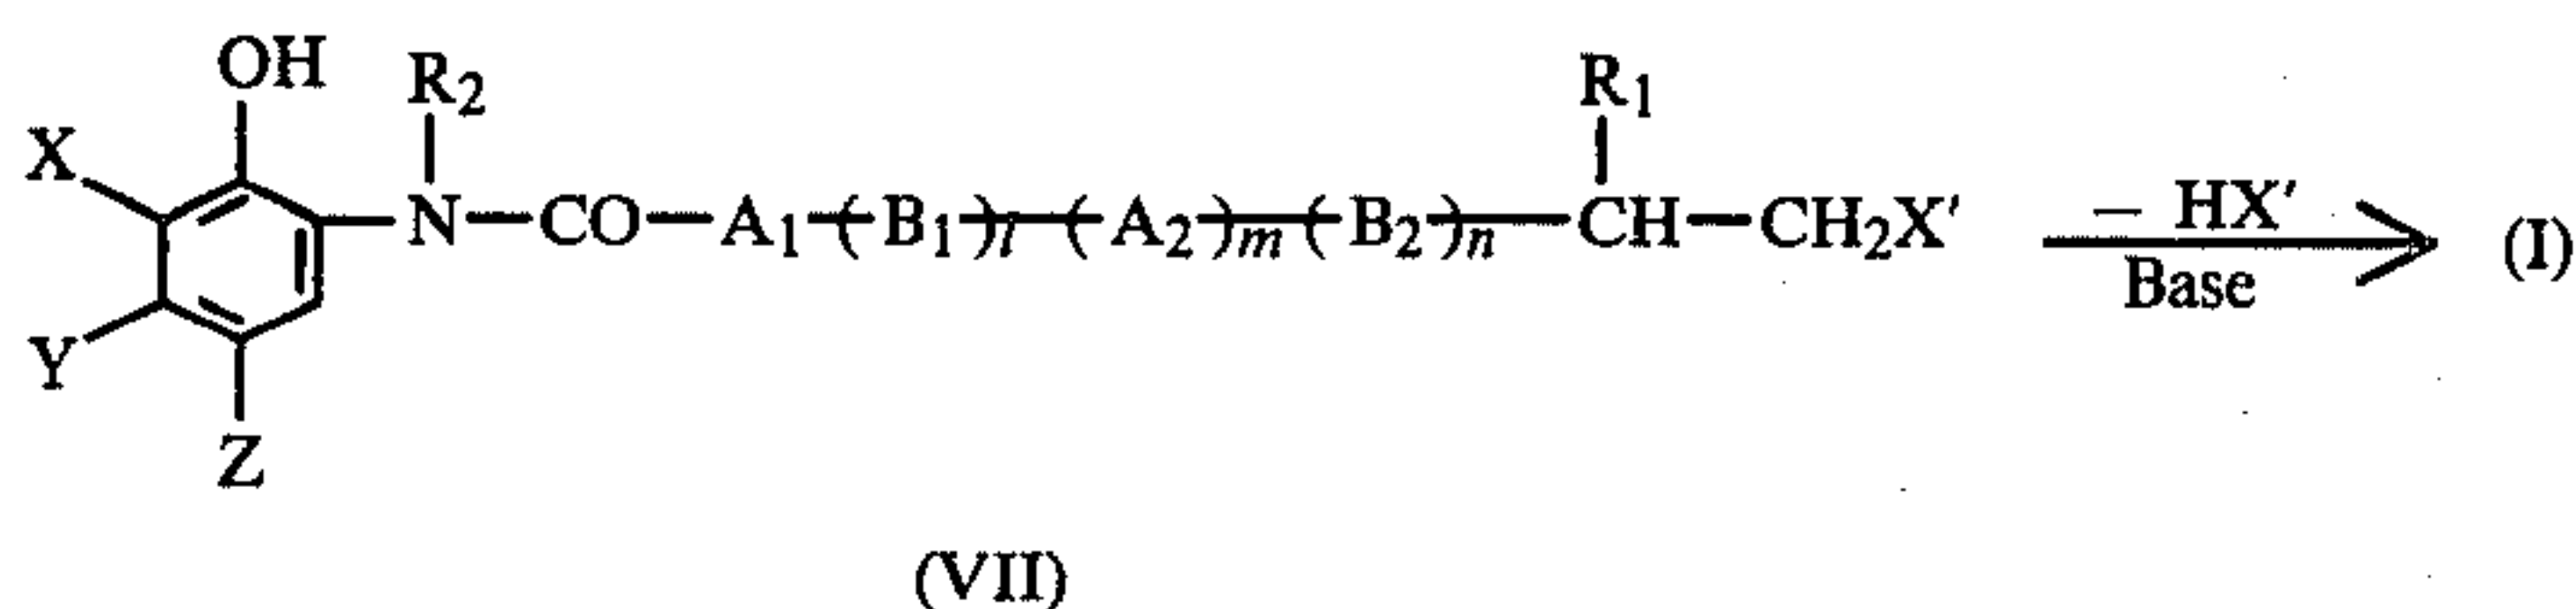 OH
R₂
R₁
X
N—CO—A₁—(B₁)l—(A₂)m—(B₂)n—CH—CH₂X′
− HX′
Base
(I)
Y
Z
(VII)